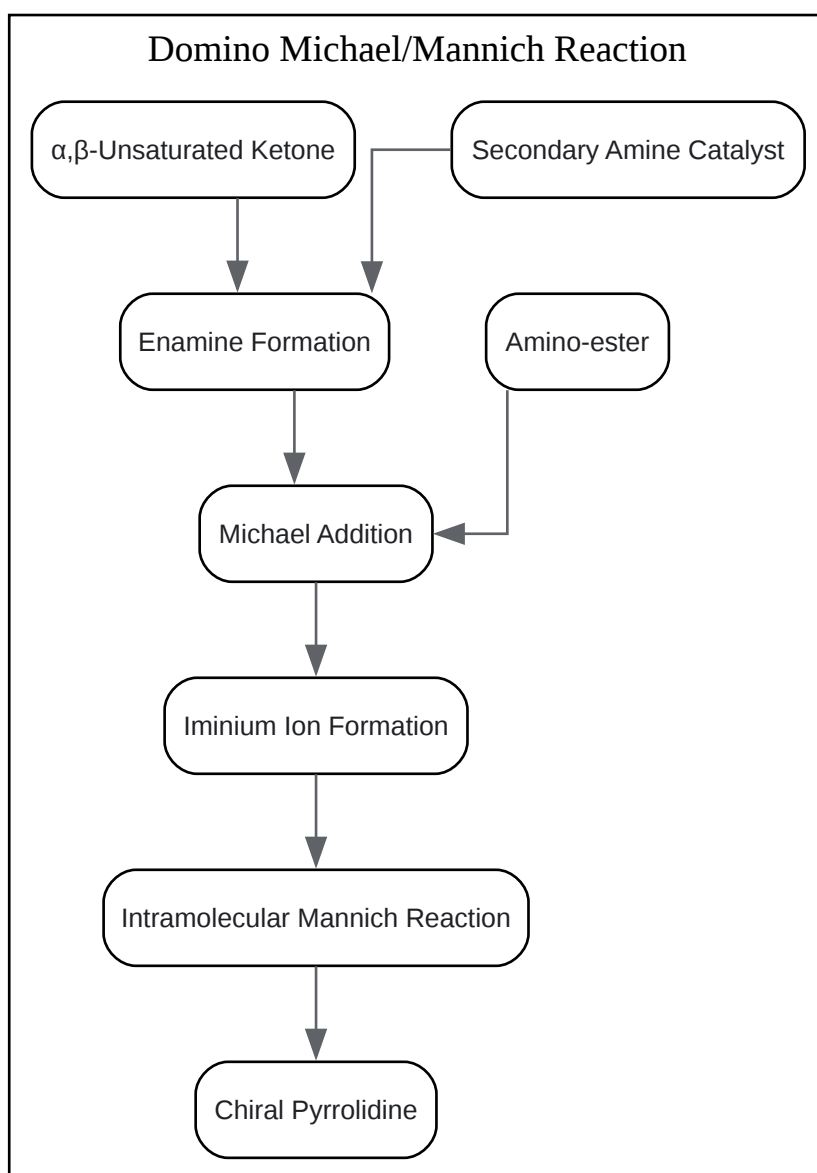 Domino Michael/Mannich Reaction
α,β-Unsaturated Ketone
Secondary Amine Catalyst
Enamine Formation
Amino-ester
Michael Addition
Iminium Ion Formation
Intramolecular Mannich Reaction
Chiral Pyrrolidine